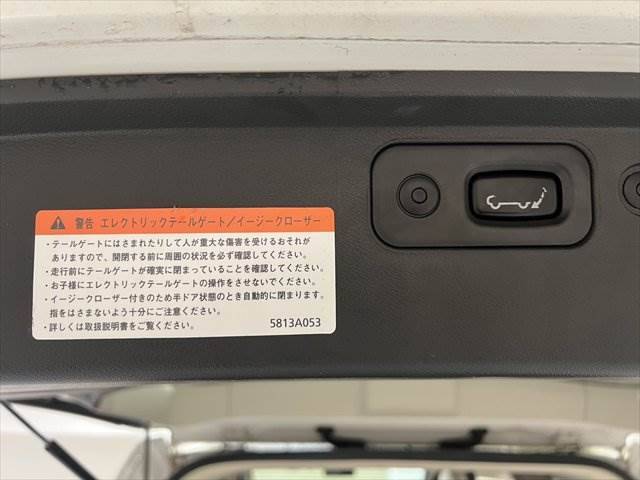 警告 エレクトリックテールゲート/イージークローザー
・テールゲートにはさまれたりして人が重大な傷害を受けるおそれが
ありますので、開閉する前に周囲の状況を必ず確認してください。
・走行前にテールゲートが確実に閉まっていることを確認してください。
・お子様にエレクトリックテールゲートの操作をさせないでください。
・イージークローザー付きのため半ドア状態のとき自動的に閉まります。
指をはさまないよう十分にご注意ください。
・詳しくは取扱説明書をご覧ください。
5813A053